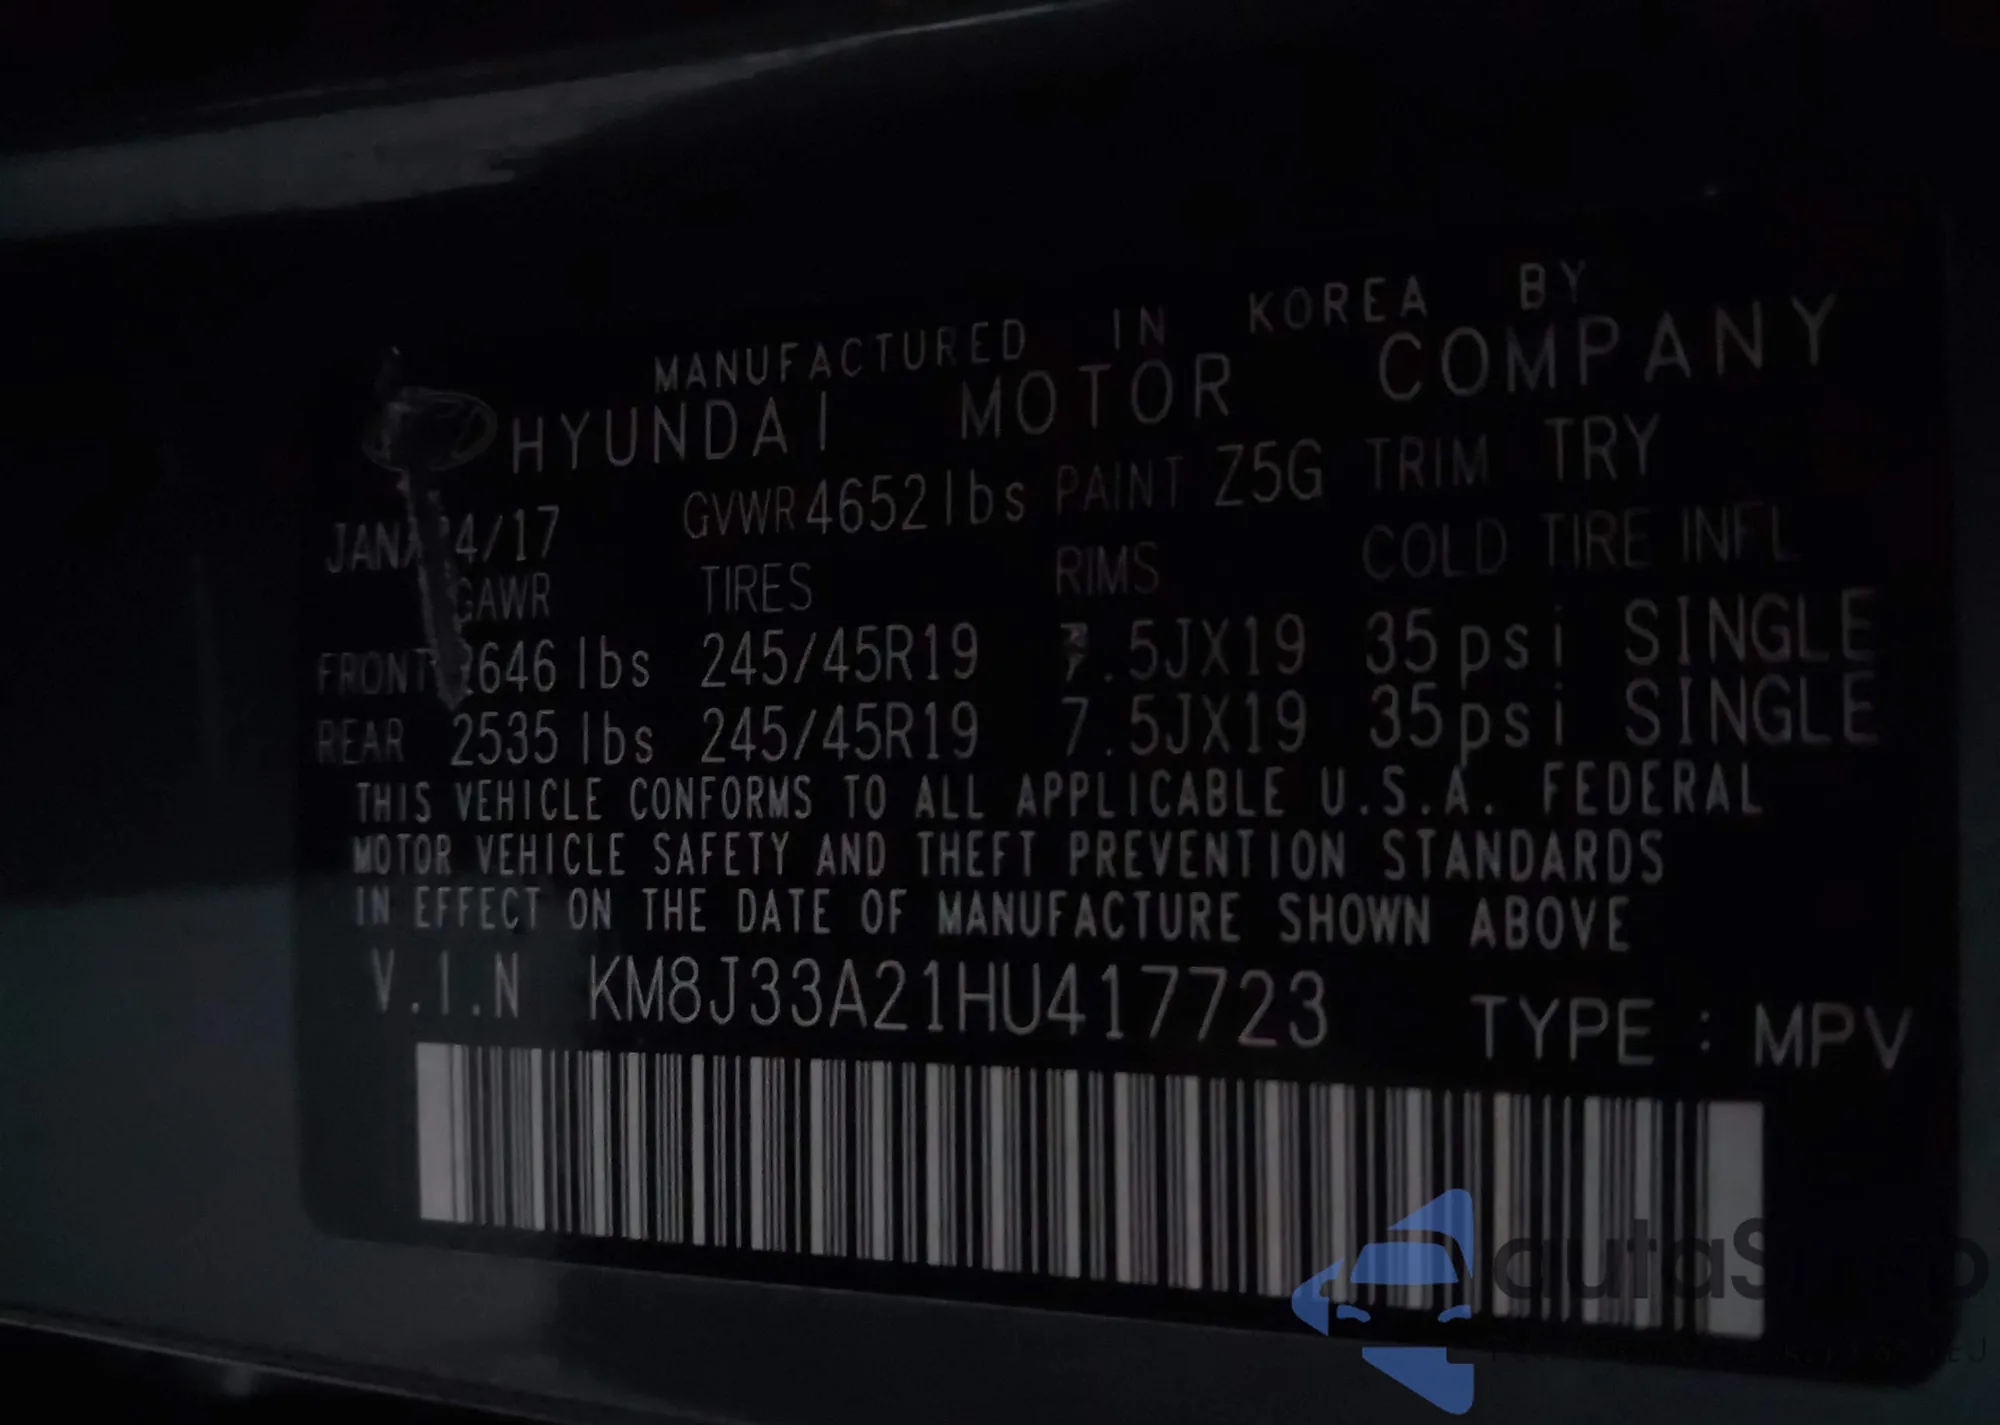 MANUFACTURED IN KOREA BY
HYUNDAI MOTOR COMPANY
4/17 GVWR 4652 lbs PAINT Z5G TRIM TRY
GAWR TIRES RIMS COLD TIRE INFL
FRONT 2646 lbs 245/45R19 7.5JX19 35psi SINGLE
REAR 2535 lbs 245/45R19 7.5JX19 35psi SINGLE
THIS VEHICLE CONFORMS TO ALL APPLICABLE U.S.A. FEDERAL
MOTOR VEHICLE SAFETY AND THEFT PREVENTION STANDARDS
IN EFFECT ON THE DATE OF MANUFACTURE SHOWN ABOVE
V.I.N KM8J33A21HU417723 TYPE : MPV